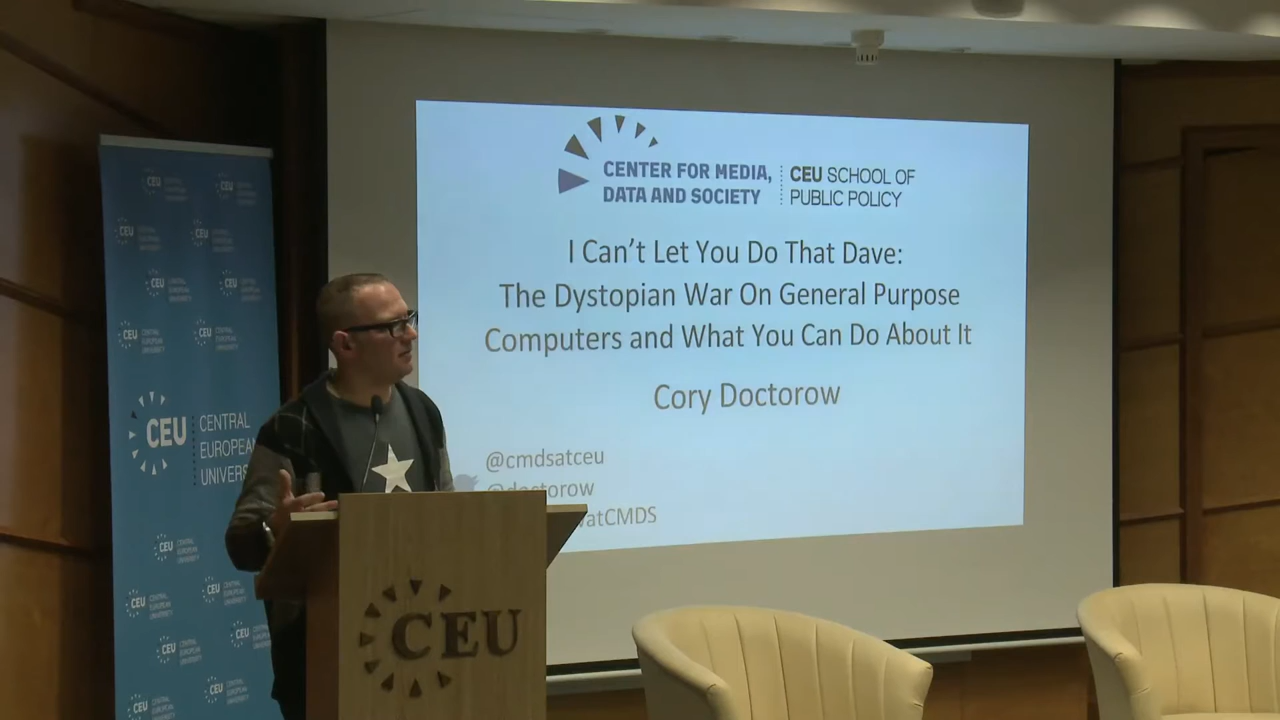 CENTER FOR MEDIA,
DATA AND SOCIETY
CEU SCHOOL OF
PUBLIC POLICY
I Can't Let You Do That Dave:
The Dystopian War On General Purpose
Computers and What You Can Do About It
Cory Doctorow
@cmdsatceu
@doctorow
vatCMDS
CEU
CENTRAL
EUROPEAN
UNIVERS
CEU